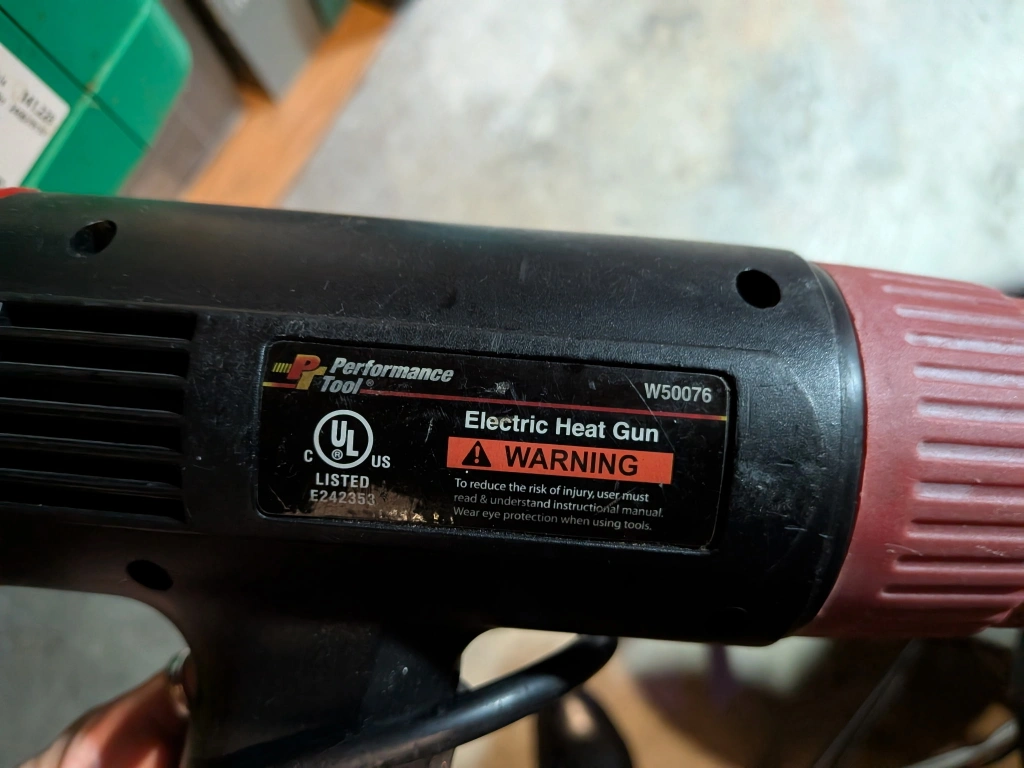 PT Performance
Tool®
W50076
Electric Heat Gun
WARNING
To reduce the risk of injury, user must
read & understand instructional manual.
Wear eye protection when using tools.
C UL ® US
LISTED
E242353